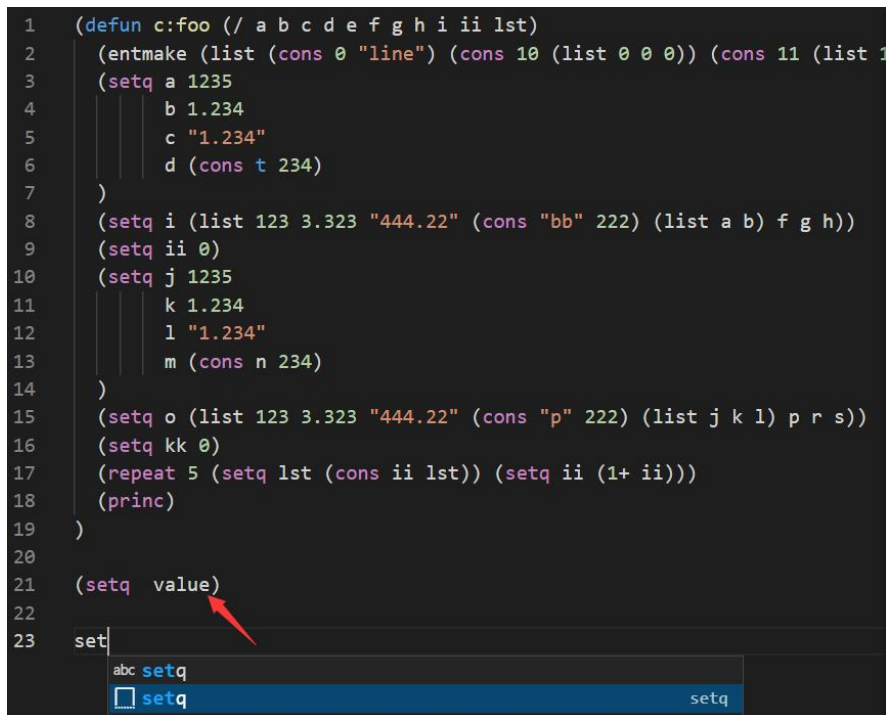 1 (defun c:foo (/ a b c d e f g h i ii lst)
2 (entmake (list (cons 0 "line") (cons 10 (list 0 0 0)) (cons 11 (list 1
3 (setq a 1235
4 b 1.234
5 c "1.234"
6 d (cons t 234)
7 )
8 (setq i (list 123 3.323 "444.22" (cons "bb" 222) (list a b) f g h))
9 (setq ii 0)
10 (setq j 1235
11 k 1.234
12 l "1.234"
13 m (cons n 234)
14 )
15 (setq o (list 123 3.323 "444.22" (cons "p" 222) (list j k l) p r s))
16 (setq kk 0)
17 (repeat 5 (setq lst (cons ii lst)) (setq ii (1+ ii)))
18 (princ)
19 )
20
21 (setq  value)
22
23 set
abc setq
setq setq